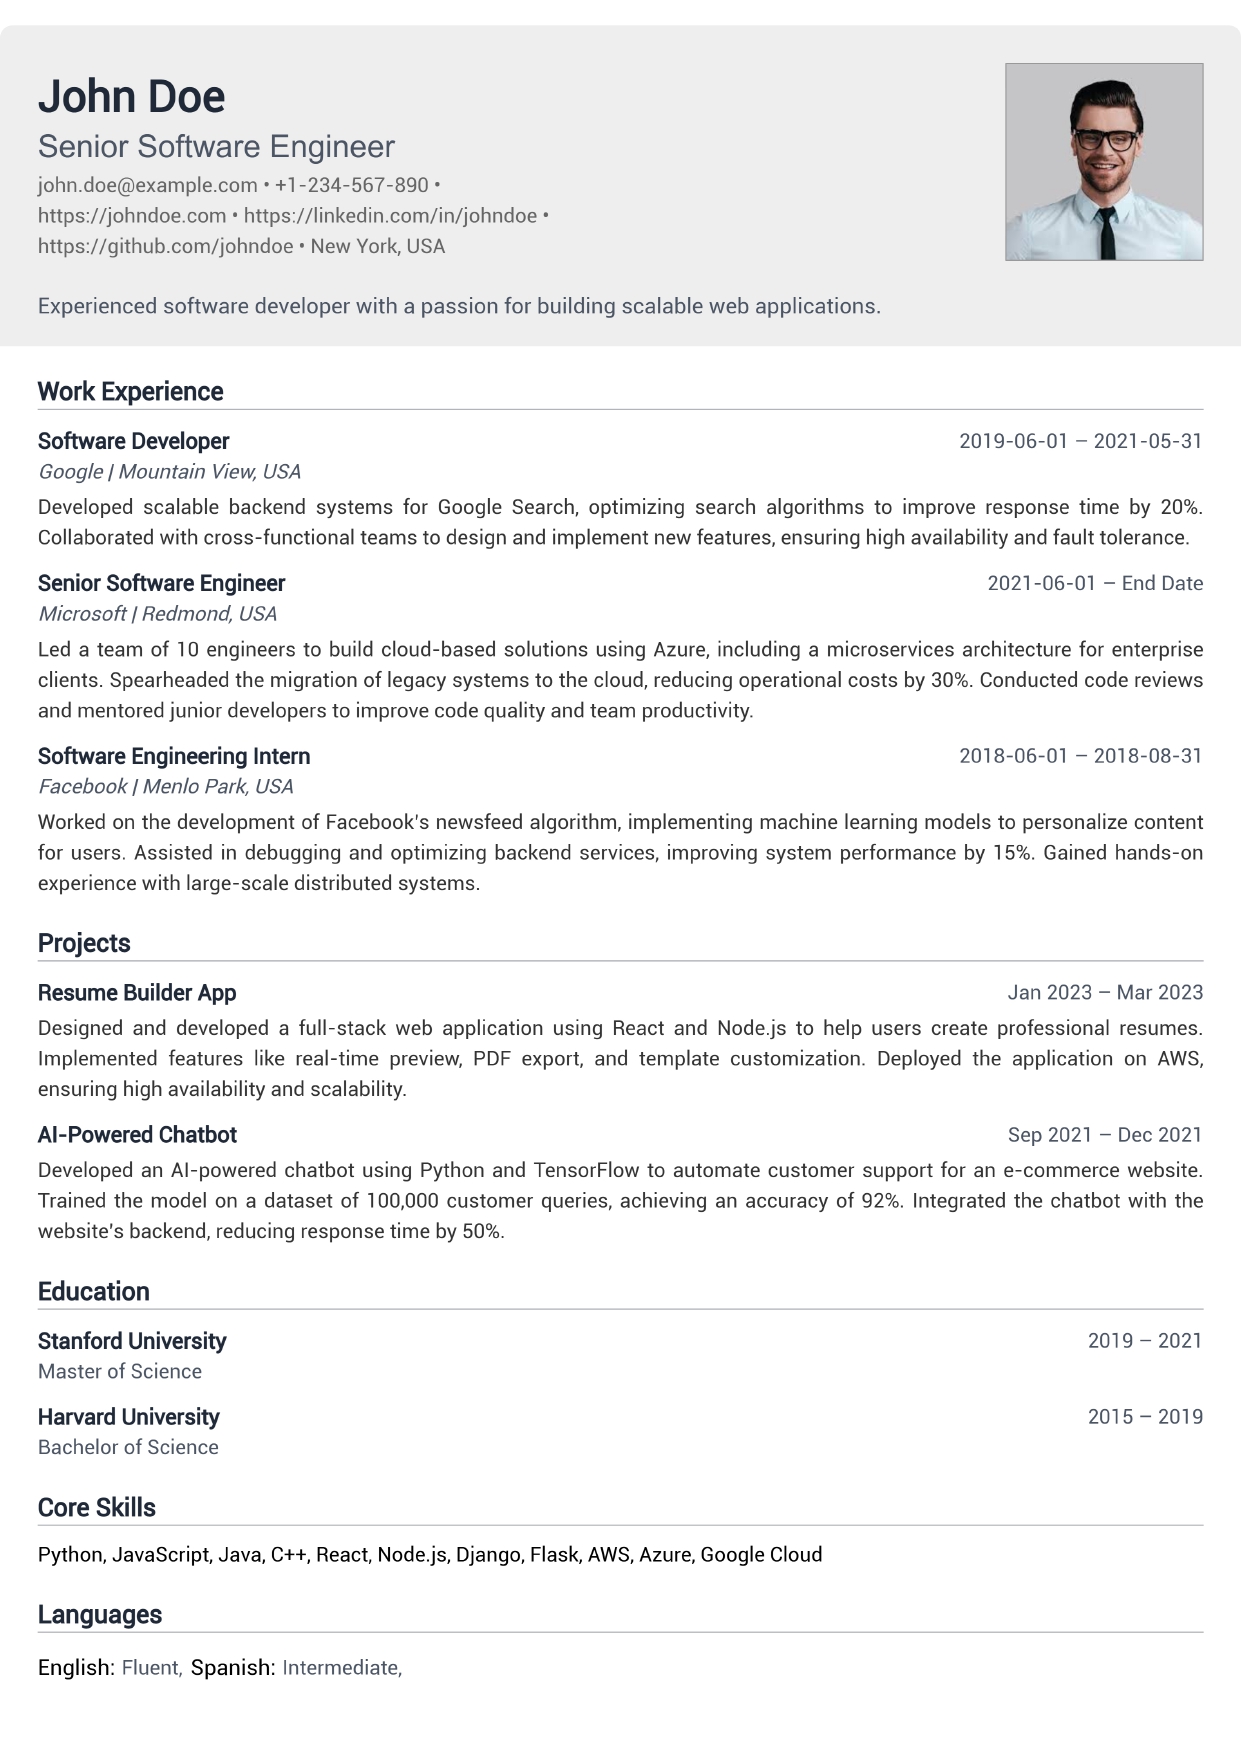 John Doe
Senior Software Engineer
john.doe@example.com • +1-234-567-890 •
https://johndoe.com • https://linkedin.com/in/johndoe •
https://github.com/johndoe • New York, USA
Experienced software developer with a passion for building scalable web applications.
Work Experience
Software Developer 2019-06-01 – 2021-05-31
Google | Mountain View, USA
Developed scalable backend systems for Google Search, optimizing search algorithms to improve response time by 20%.
Collaborated with cross-functional teams to design and implement new features, ensuring high availability and fault tolerance.
Senior Software Engineer 2021-06-01 – End Date
Microsoft | Redmond, USA
Led a team of 10 engineers to build cloud-based solutions using Azure, including a microservices architecture for enterprise
clients. Spearheaded the migration of legacy systems to the cloud, reducing operational costs by 30%. Conducted code reviews
and mentored junior developers to improve code quality and team productivity.
Software Engineering Intern 2018-06-01 – 2018-08-31
Facebook | Menlo Park, USA
Worked on the development of Facebook's newsfeed algorithm, implementing machine learning models to personalize content
for users. Assisted in debugging and optimizing backend services, improving system performance by 15%. Gained hands-on
experience with large-scale distributed systems.
Projects
Resume Builder App Jan 2023 – Mar 2023
Designed and developed a full-stack web application using React and Node.js to help users create professional resumes.
Implemented features like real-time preview, PDF export, and template customization. Deployed the application on AWS,
ensuring high availability and scalability.
AI-Powered Chatbot Sep 2021 – Dec 2021
Developed an AI-powered chatbot using Python and TensorFlow to automate customer support for an e-commerce website.
Trained the model on a dataset of 100,000 customer queries, achieving an accuracy of 92%. Integrated the chatbot with the
website's backend, reducing response time by 50%.
Education
Stanford University 2019 – 2021
Master of Science
Harvard University 2015 – 2019
Bachelor of Science
Core Skills
Python, JavaScript, Java, C++, React, Node.js, Django, Flask, AWS, Azure, Google Cloud
Languages
English: Fluent, Spanish: Intermediate,